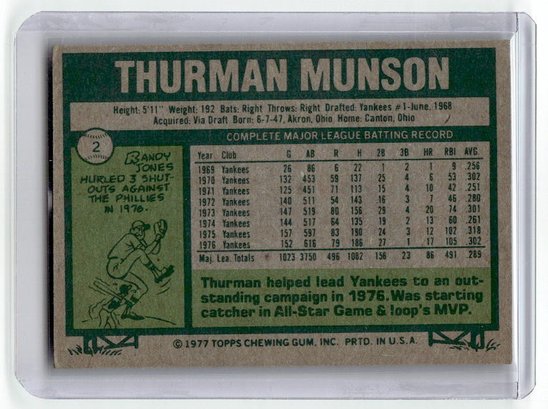 THURMAN MUNSON
Height: 5'11" Weight: 192 Bats: Right Throws: Right Drafted: Yankees #1-June, 1968
Acquired: Via Draft Born: 6-7-47, Akron, Ohio Home: Canton, Ohio
2
COMPLETE MAJOR LEAGUE BATTING RECORD
RANDY
JONES
HURLED 3 SHUT-
OUTS AGAINST
THE PHILLIES
IN 1976.
Year Club G AB R H 2B 3B HR RBI AVG.
1969 Yankees 26 86 6 22 1 2 1 9 .256
1970 Yankees 132 453 59 137 25 4 6 53 .302
1971 Yankees 125 451 71 113 15 4 10 42 .251
1972 Yankees 140 511 54 143 16 3 7 46 .280
1973 Yankees 147 519 80 156 29 4 20 74 .301
1974 Yankees 144 517 64 135 19 2 13 60 .261
1975 Yankees 157 597 83 190 24 3 12 102 .318
1976 Yankees 152 616 79 186 27 1 17 105 .302
Maj. Lea. Totals 1023 3750 496 1082 156 23 86 491 .289
Thurman helped lead Yankees to an out-
standing campaign in 1976. Was starting
catcher in All-Star Game & loop's MVP.
© 1977 TOPPS CHEWING GUM, INC. PRTD. IN U.S.A.